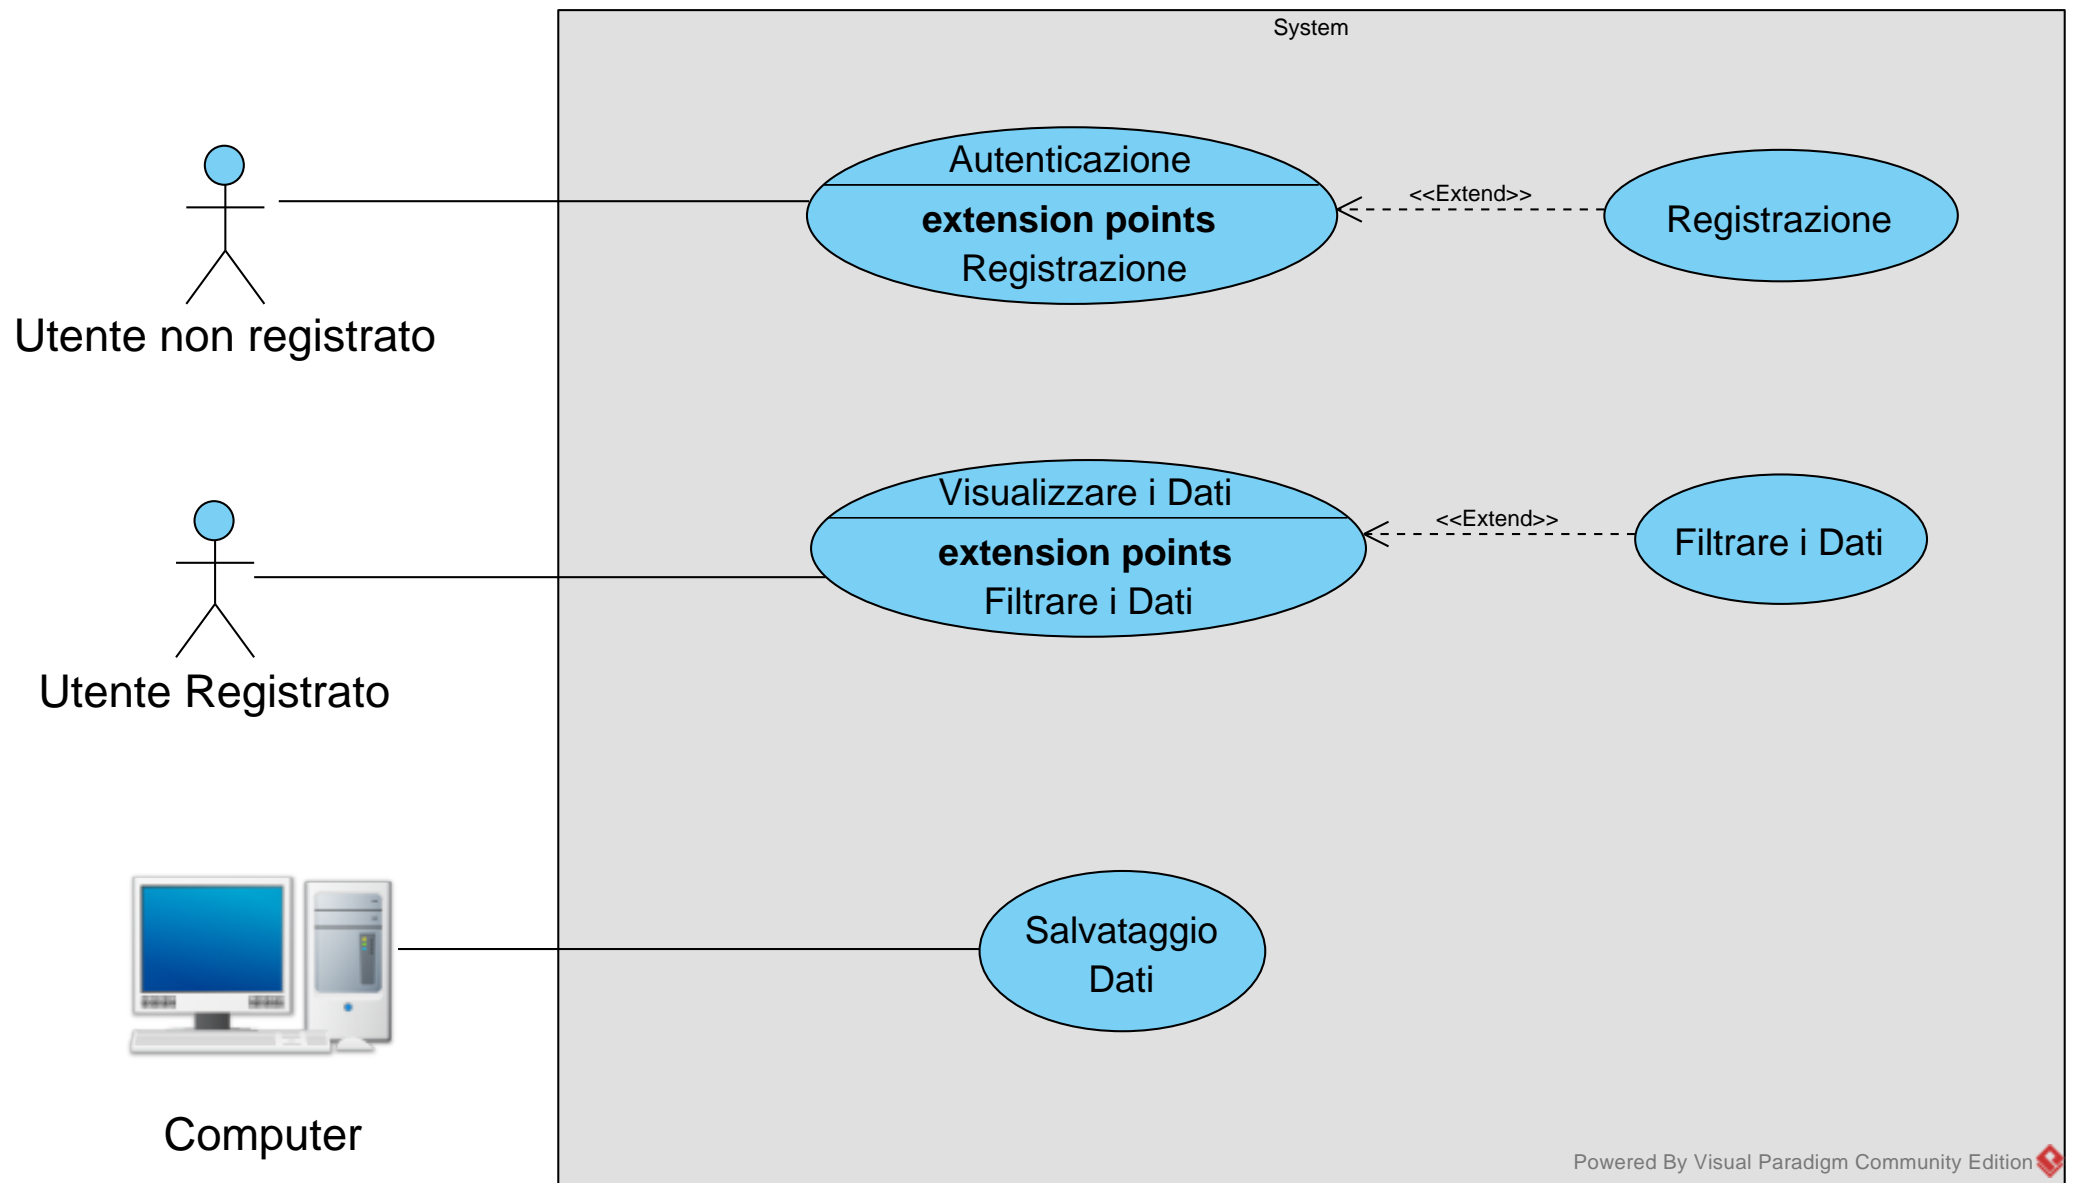 System
Autenticazione
extension points
Registrazione
<<Extend>>
Registrazione
Utente non registrato
Visualizzare i Dati
extension points
Filtrare i Dati
<<Extend>>
Filtrare i Dati
Utente Registrato
Salvataggio
Dati
Computer
Powered By Visual Paradigm Community Edition